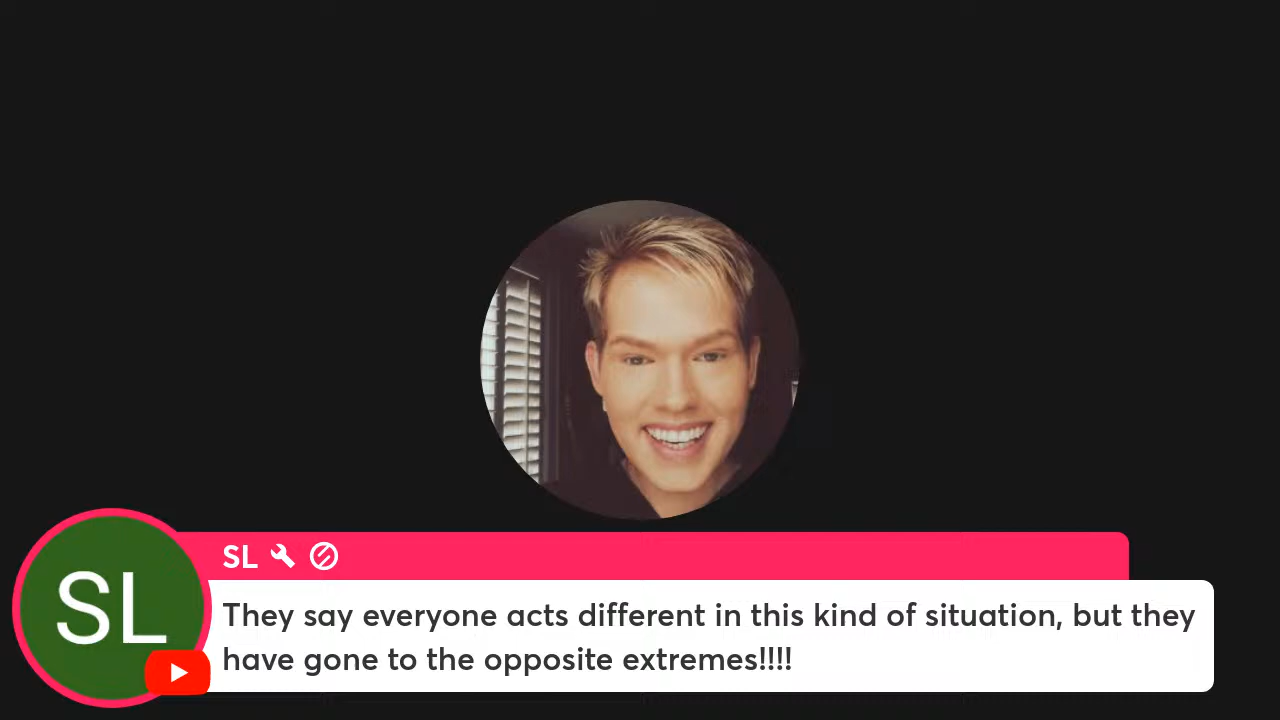 SL
SL
They say everyone acts different in this kind of situation, but they
have gone to the opposite extremes!!!!